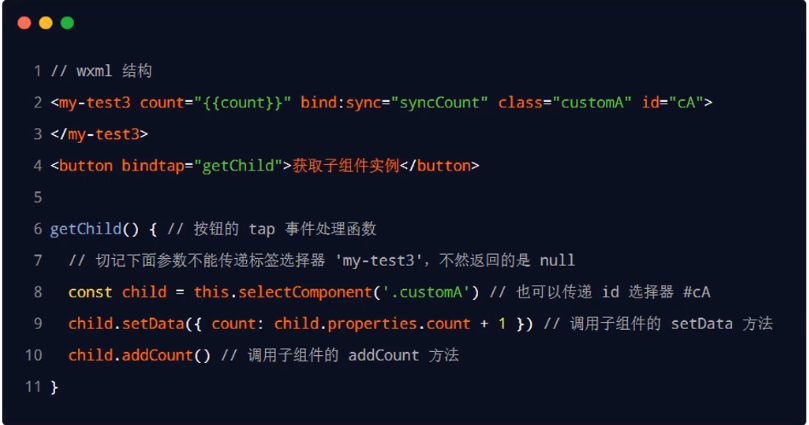 1 // wxml 结构
2 <my-test3 count="{{count}}" bind:sync="syncCount" class="customA" id="cA">
3 </my-test3>
4 <button bindtap="getChild">获取子组件实例</button>
5
6 getChild() { // 按钮的 tap 事件处理函数
7 // 切记下面参数不能传递标签选择器 'my-test3'，不然返回的是 null
8 const child = this.selectComponent('.customA') // 也可以传递 id 选择器 #cA
9 child.setData({ count: child.properties.count + 1 }) // 调用子组件的 setData 方法
10 child.addCount() // 调用子组件的 addCount 方法
11 }